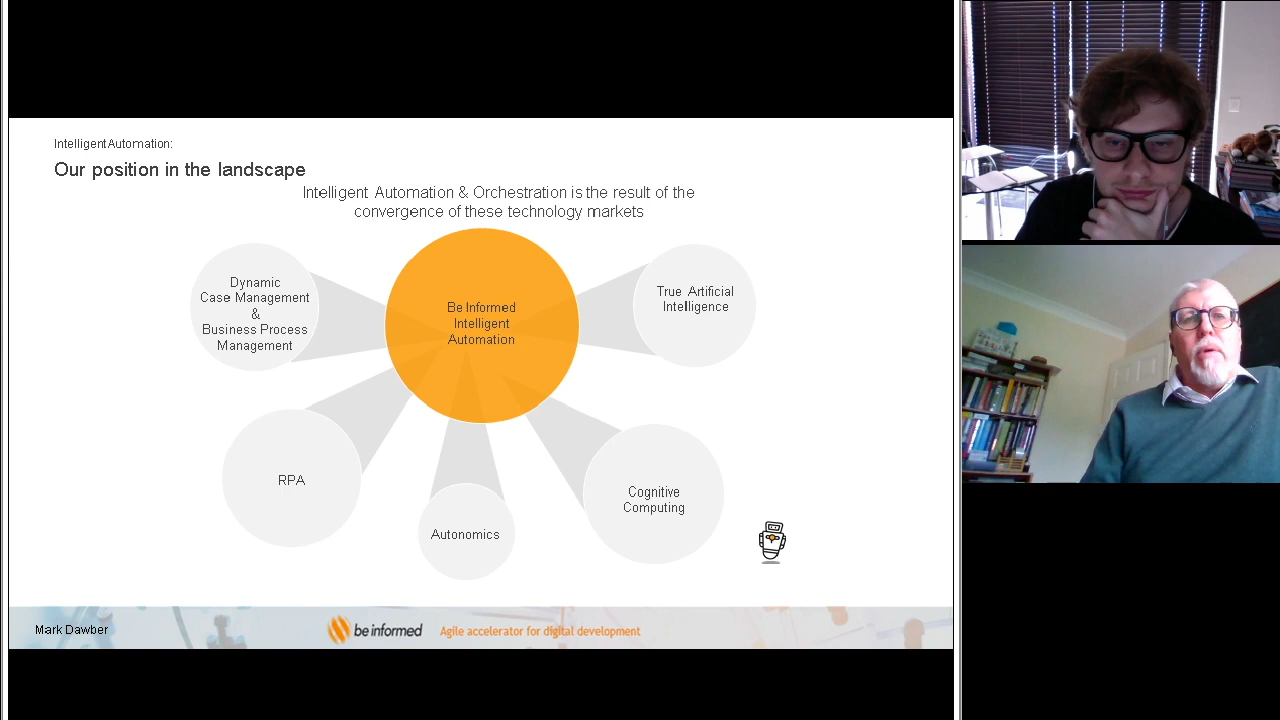 Intelligent Automation:
Our position in the landscape
Intelligent Automation & Orchestration is the result of the
convergence of these technology markets
Dynamic
Case Management
&
Business Process
Management
Be Informed
Intelligent
Automation
True Artificial
Intelligence
RPA
Autonomics
Cognitive
Computing
Mark Dawber
be informed
Agile accelerator for digital development